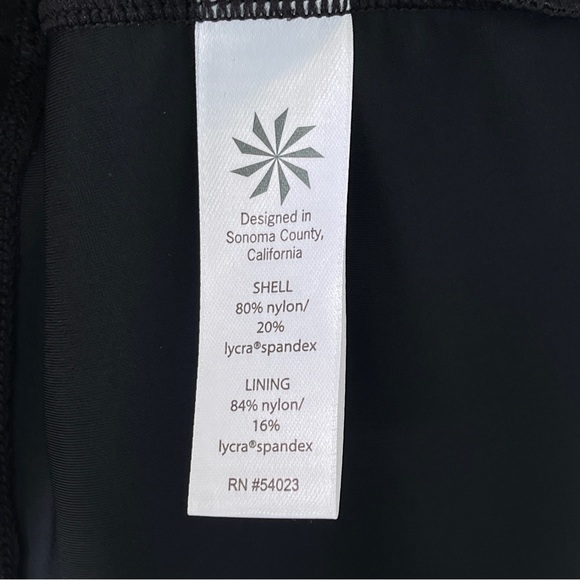 Designed in
Sonoma County,
California
SHELL
80% nylon/
20%
lycra®spandex
LINING
84% nylon/
16%
lycra®spandex
RN #54023